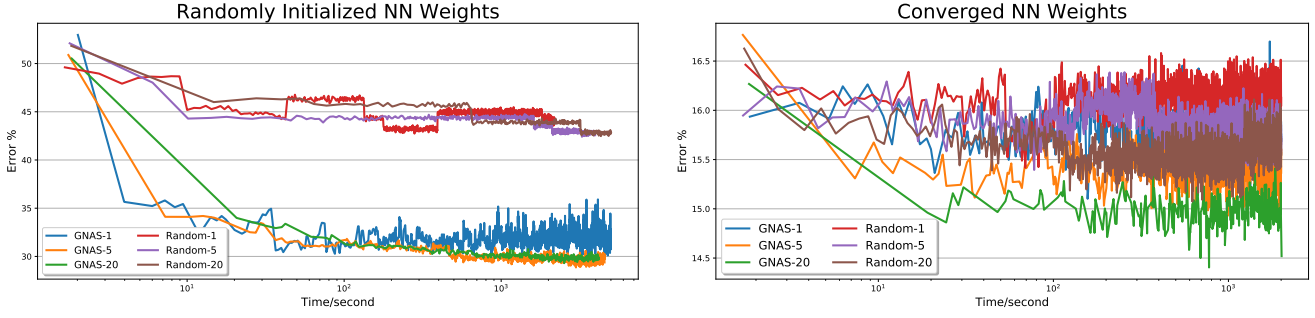 Randomly Initialized NN Weights
Error %
50
45
40
35
30
GNAS-1
GNAS-5
GNAS-20
Random-1
Random-5
Random-20
10¹
10²
10³
Time/second
Converged NN Weights
Error %
16.5
16.0
15.5
15.0
14.5
GNAS-1
GNAS-5
GNAS-20
Random-1
Random-5
Random-20
10¹
10²
10³
Time/second